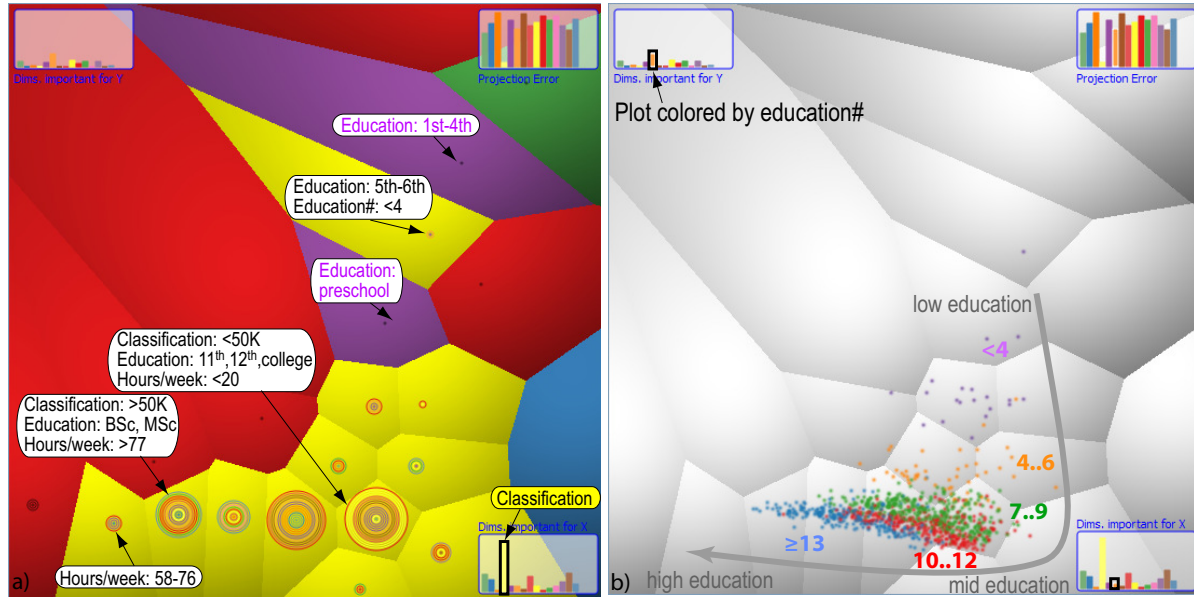 Dims. important for Y
Projection Error
Education: 1st-4th
Education: 5th-6th
Education#: <4
Education:
preschool
Classification: <50K
Education: 11th,12th,college
Hours/week: <20
Classification: >50K
Education: BSc, MSc
Hours/week: >77
Classification
Dims. important for X
Hours/week: 58-76
a)
Dims. important for Y
Projection Error
Plot colored by education#
low education
<4
4..6
7..9
Dims. important for X
≥13
10..12
high education
mid education
b)